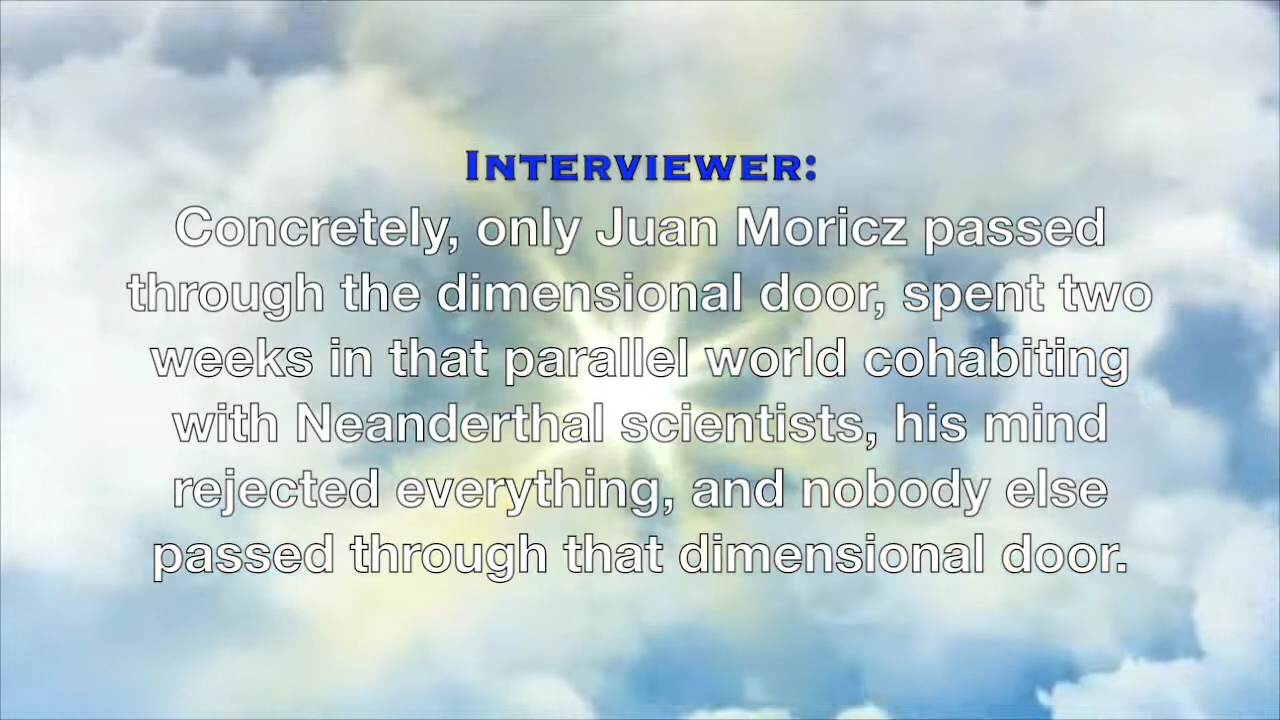 Interviewer:
Concretely, only Juan Moricz passed
through the dimensional door, spent two
weeks in that parallel world cohabiting
with Neanderthal scientists, his mind
rejected everything, and nobody else
passed through that dimensional door.